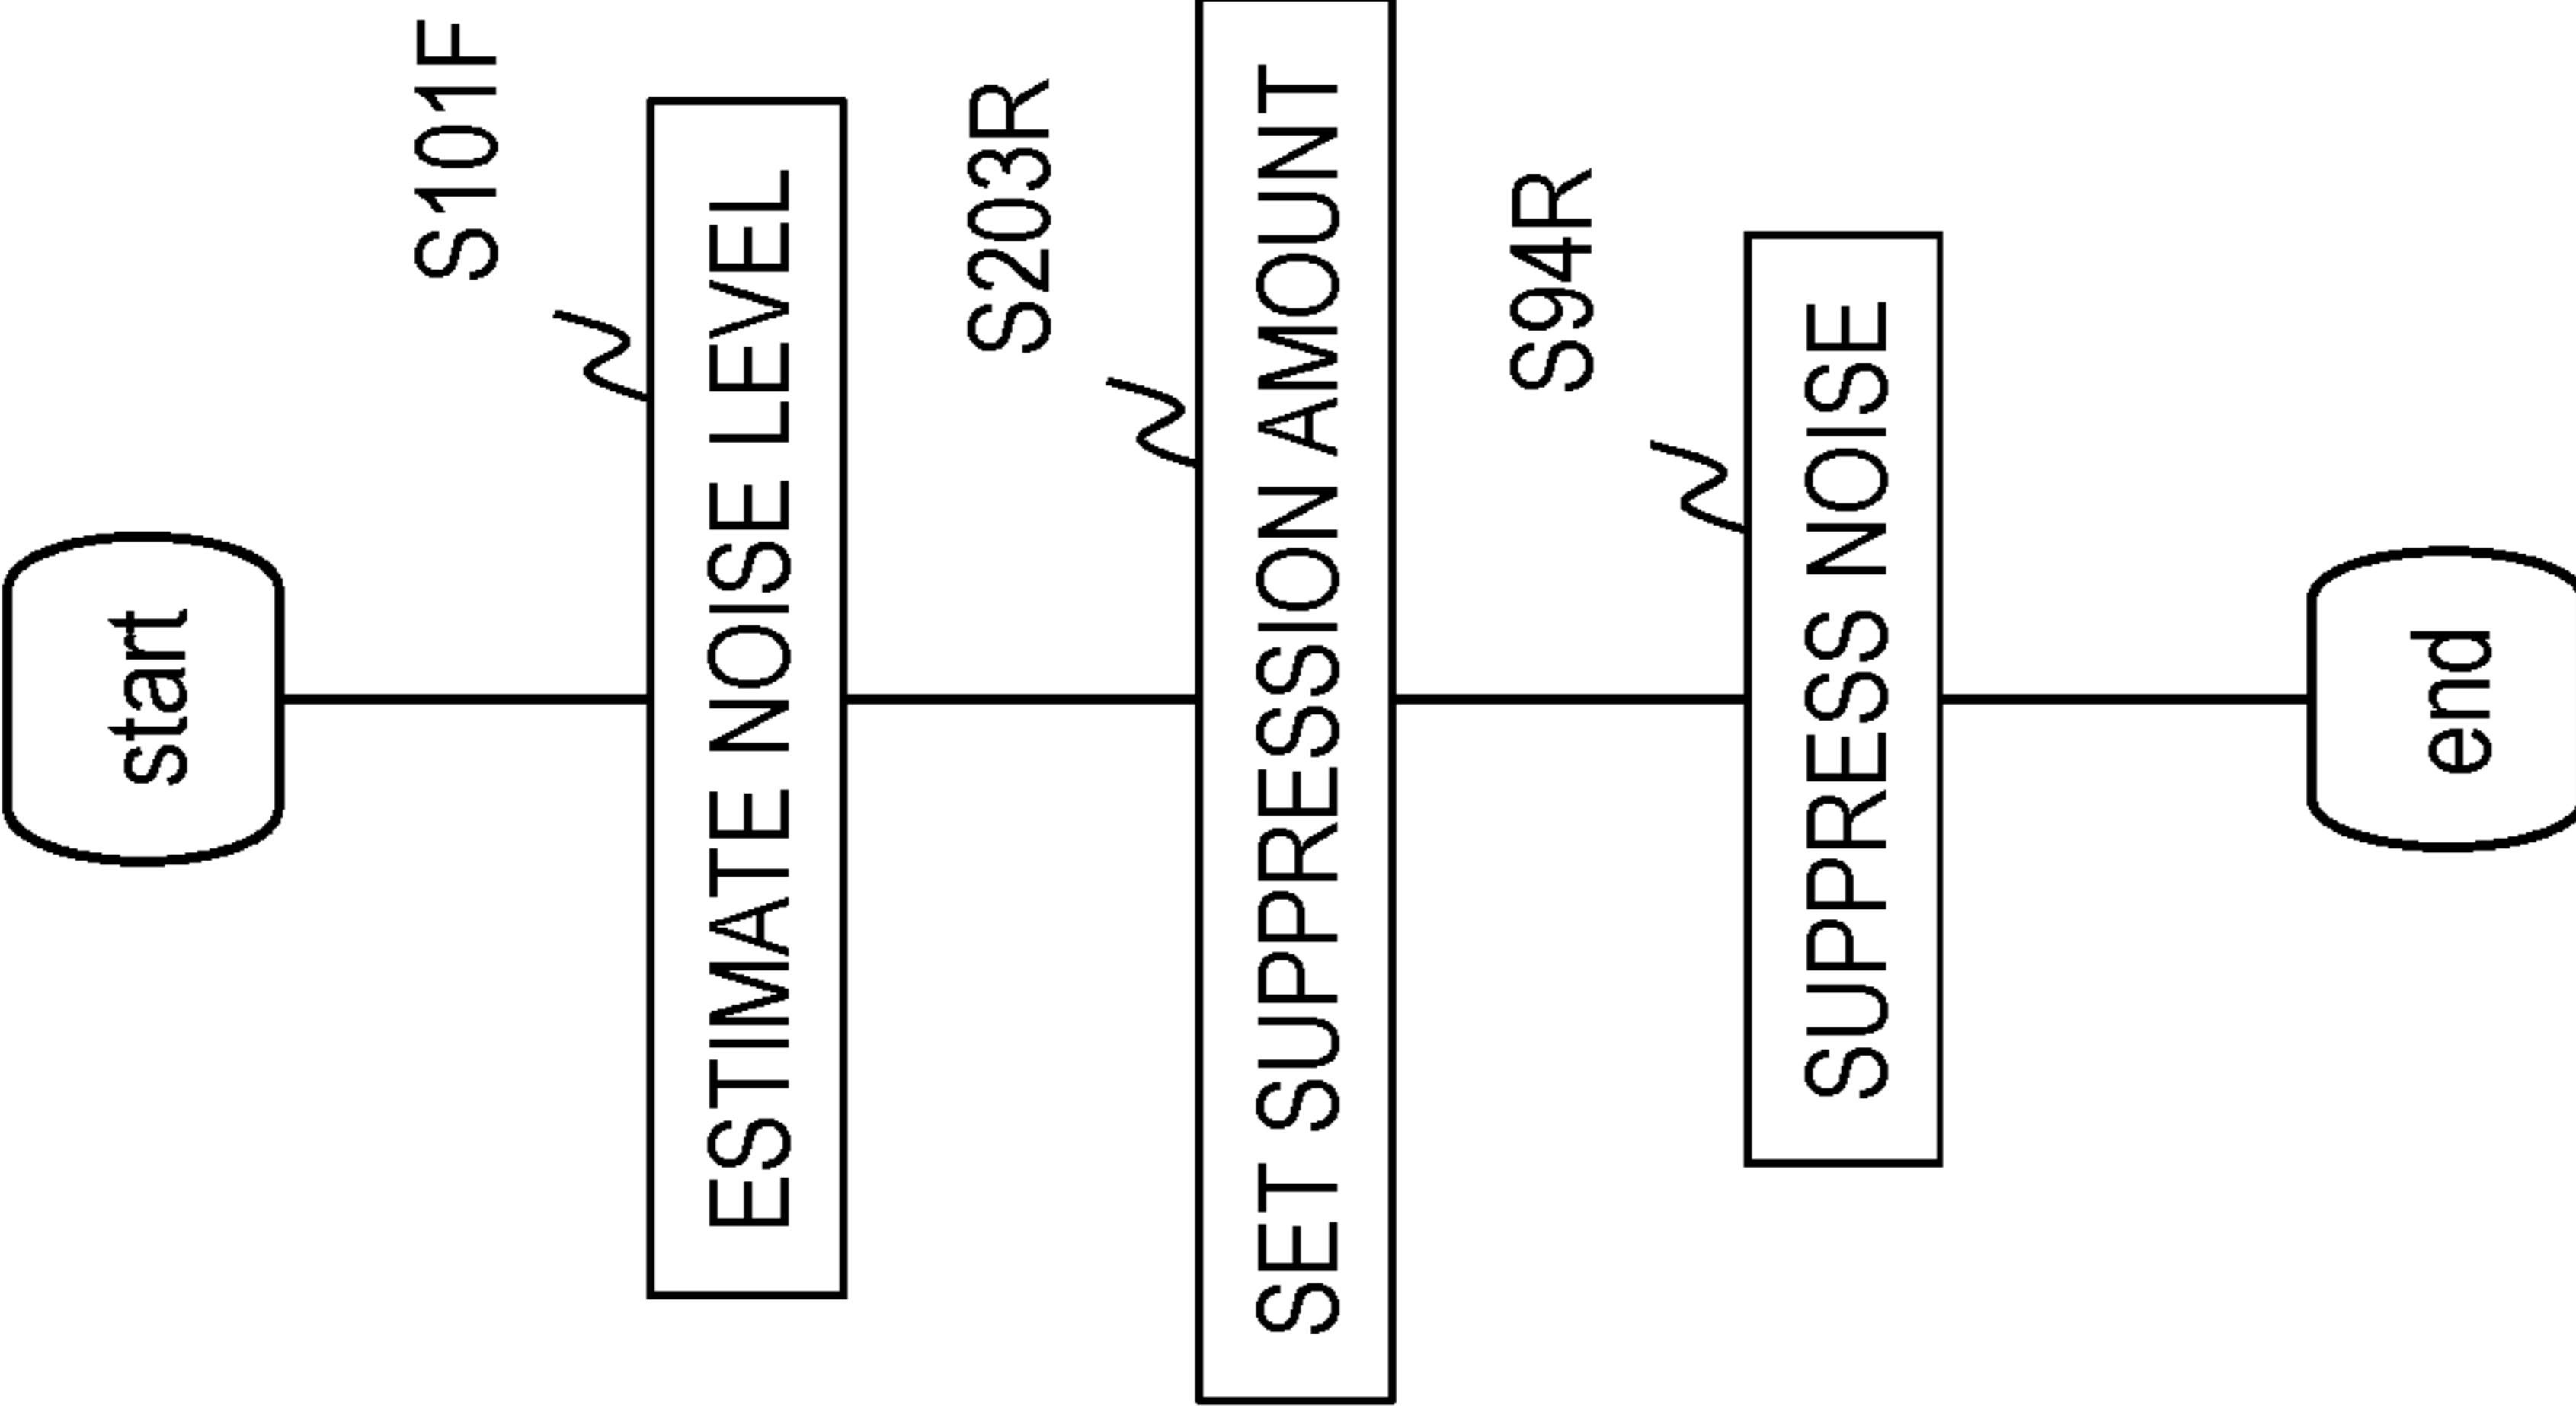 start
S101F
ESTIMATE NOISE LEVEL
S203R
SET SUPPRESSION AMOUNT
S94R
SUPPRESS NOISE
end